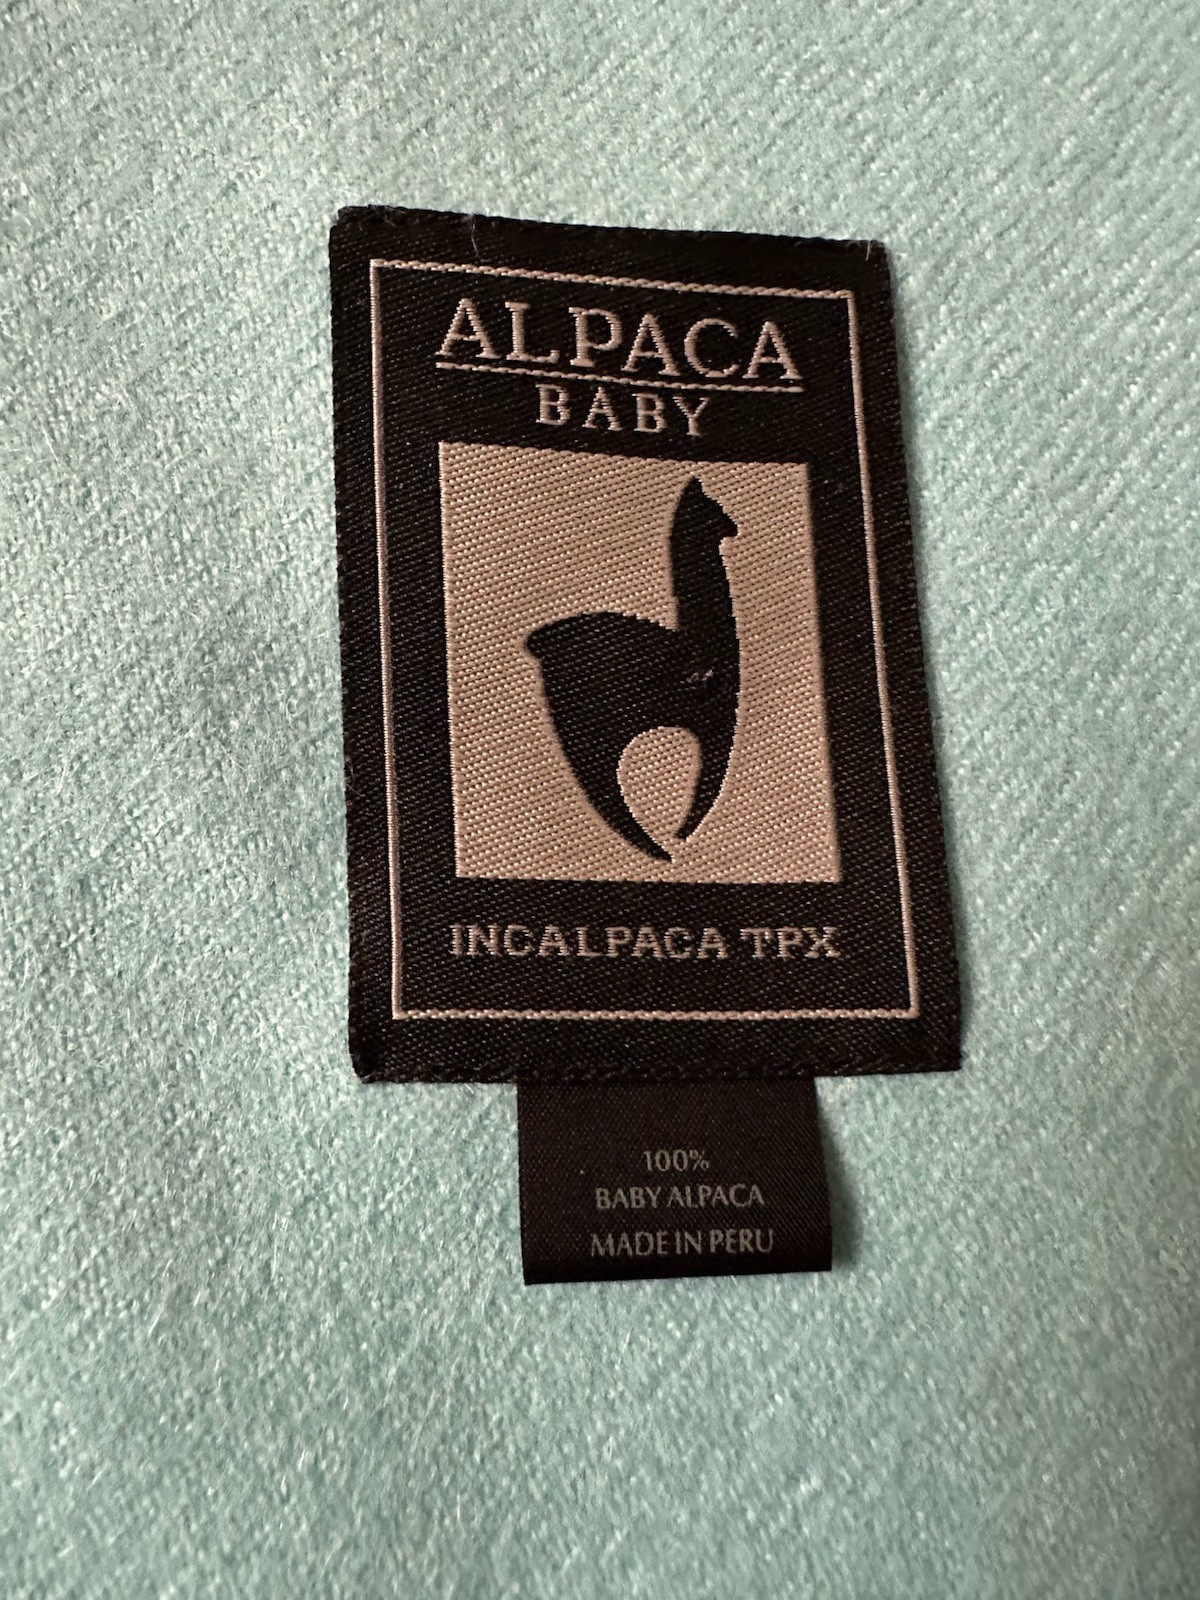 ALPACA
BABY
INCALPACA TPX
100%
BABY ALPACA
MADE IN PERU